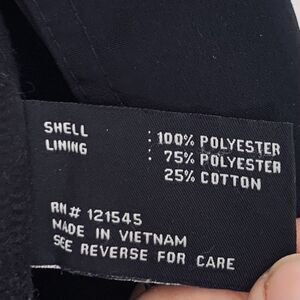 SHELL : 100% POLYESTER
LINING : 75% POLYESTER
25% COTTON
RN# 121545
MADE IN VIETNAM
SEE REVERSE FOR CARE